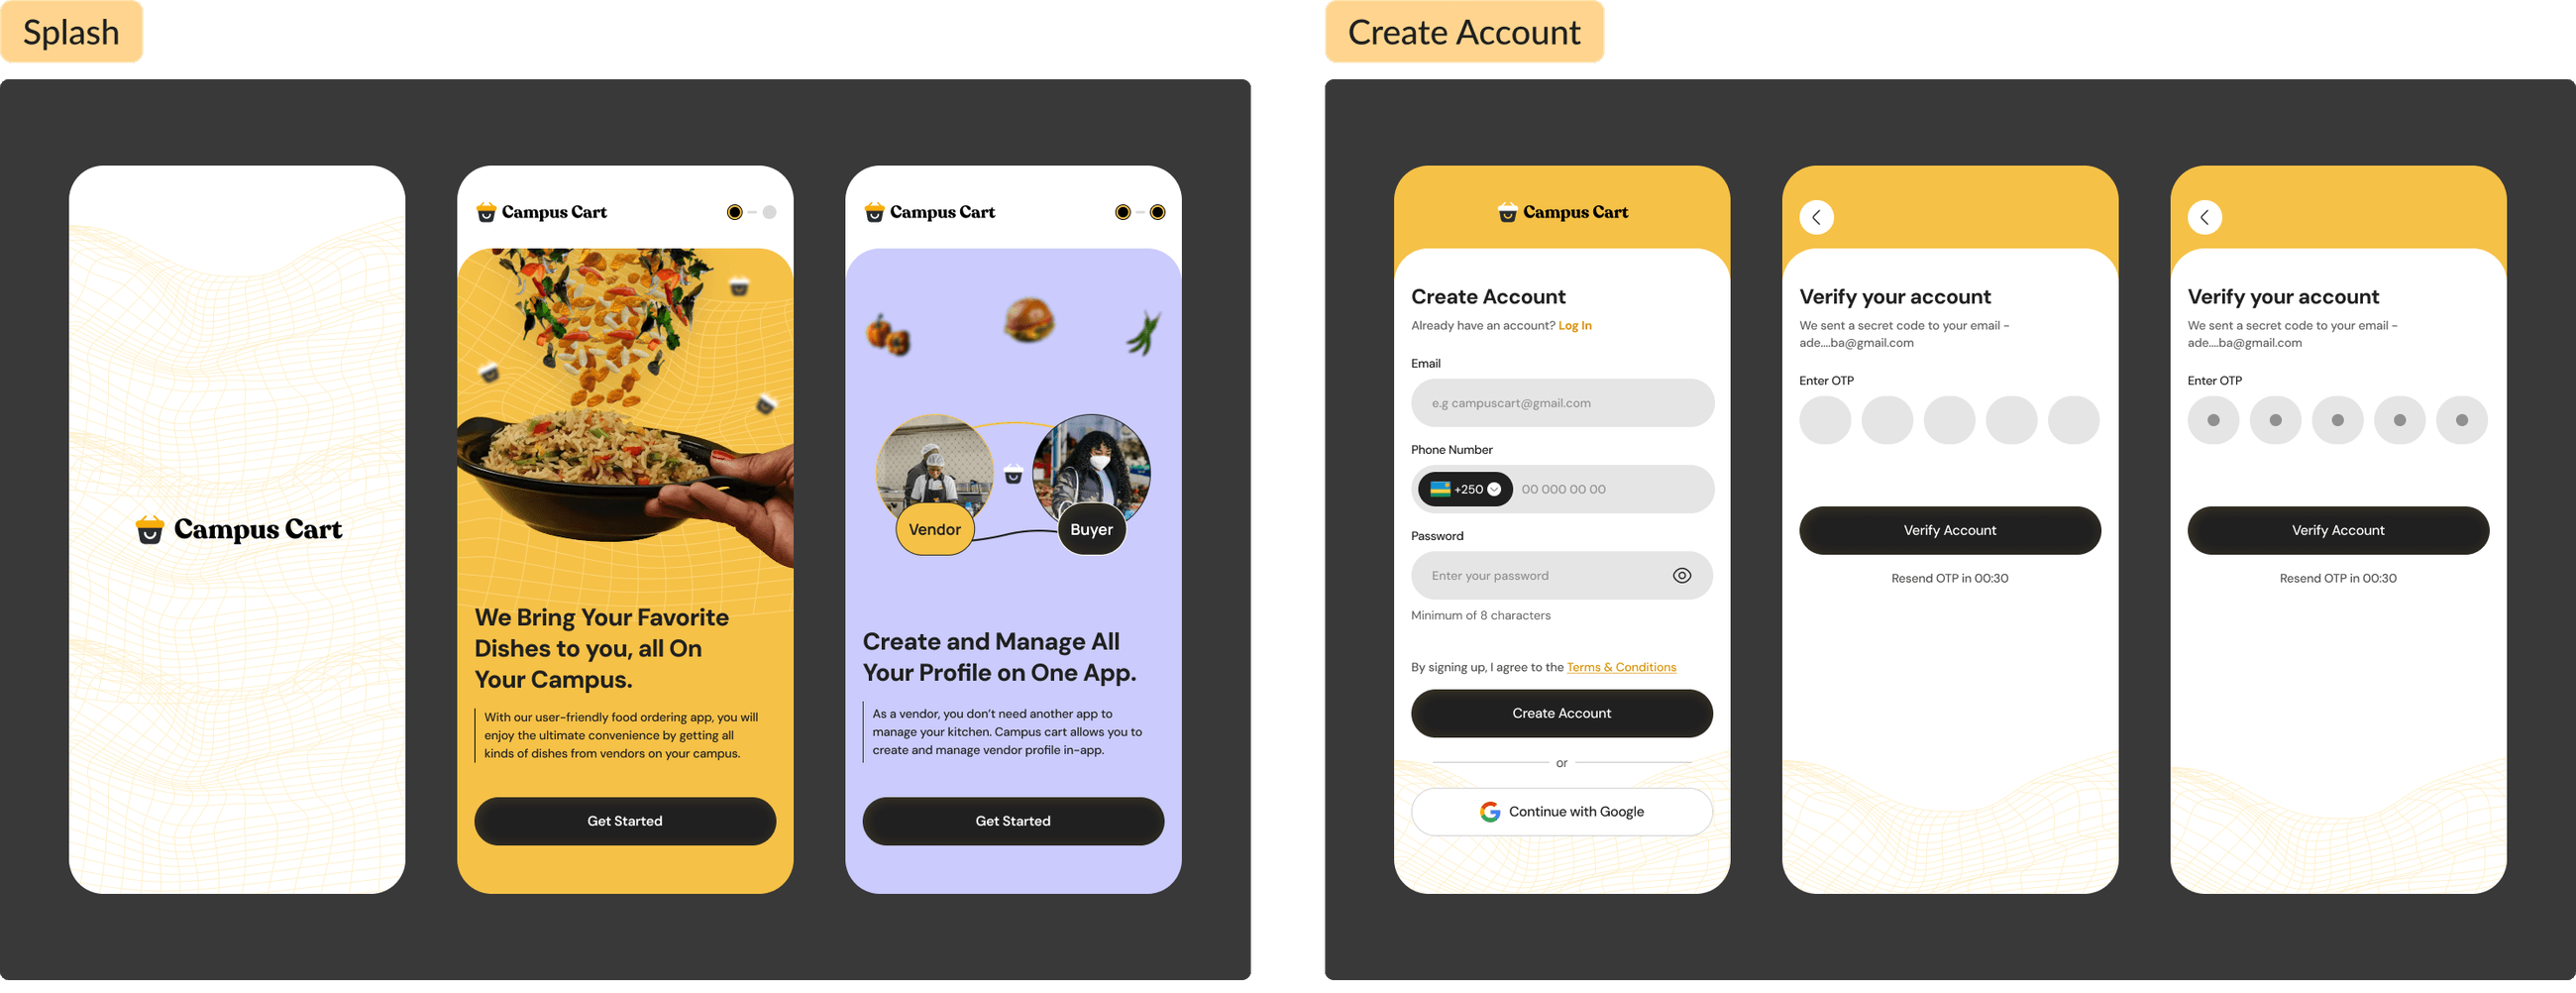 Splash
Campus Cart
Campus Cart
We Bring Your Favorite
Dishes to you, all On
Your Campus.
With our user-friendly food ordering app, you will
enjoy the ultimate convenience by getting all
kinds of dishes from vendors on your campus.
Get Started
Campus Cart
Vendor
Buyer
Create and Manage All
Your Profile on One App.
As a vendor, you don't need another app to
manage your kitchen. Campus cart allows you to
create and manage vendor profile in-app.
Get Started
Create Account
Campus Cart
Create Account
Already have an account? Log In
Email
e.g campuscart@gmail.com
Phone Number
+250 00 000 00 00
Password
Enter your password
Minimum of 8 characters
By signing up, I agree to the Terms & Conditions
Create Account
or
Continue with Google
Verify your account
We sent a secret code to your email -
ade....ba@gmail.com
Enter OTP
Verify Account
Resend OTP in 00:30
Verify your account
We sent a secret code to your email -
ade....ba@gmail.com
Enter OTP
Verify Account
Resend OTP in 00:30